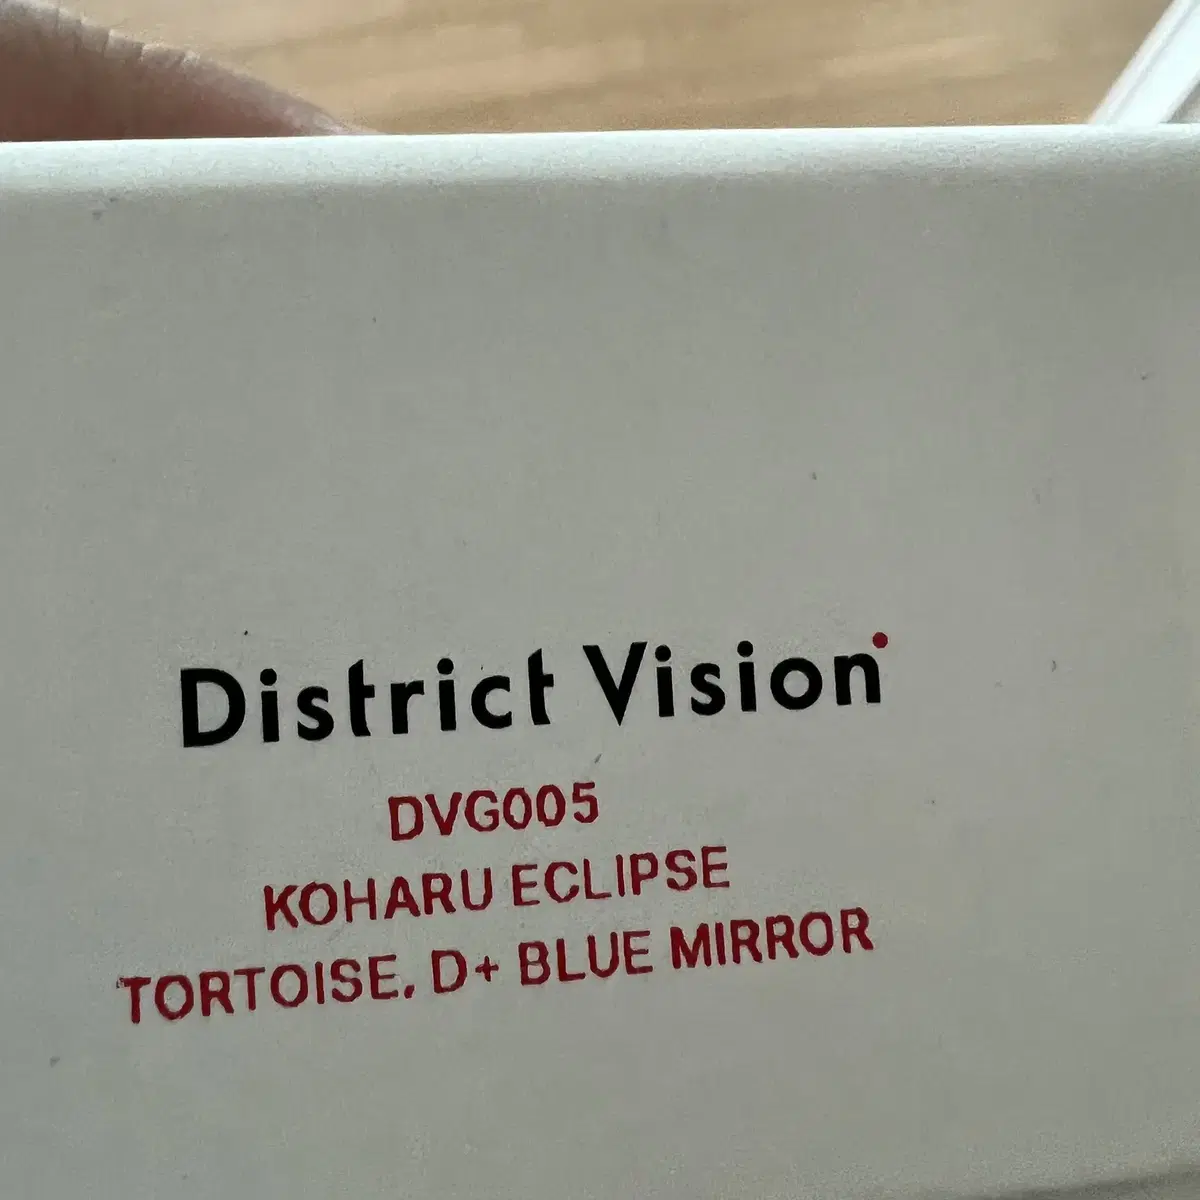 District Vision
DVG005
KOHARU ECLIPSE
TORTOISE. D+ BLUE MIRROR